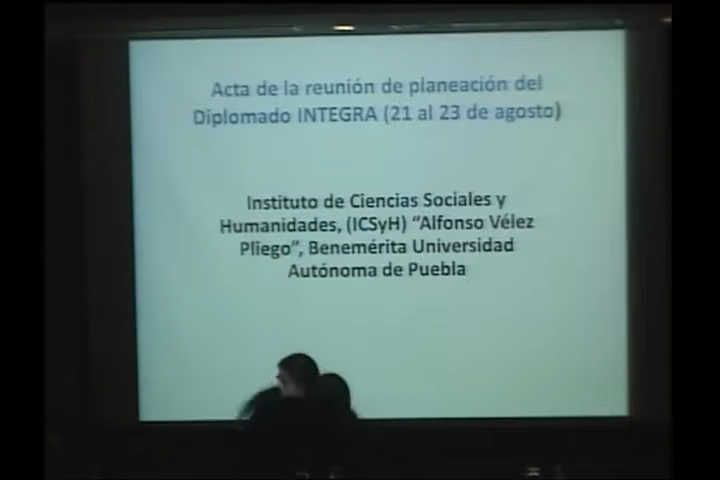 Acta de la reunión de planeación del
Diplomado INTEGRA (21 al 23 de agosto)
Instituto de Ciencias Sociales y
Humanidades, (ICSyH) “Alfonso Vélez
Pliego”, Benemérita Universidad
Autónoma de Puebla